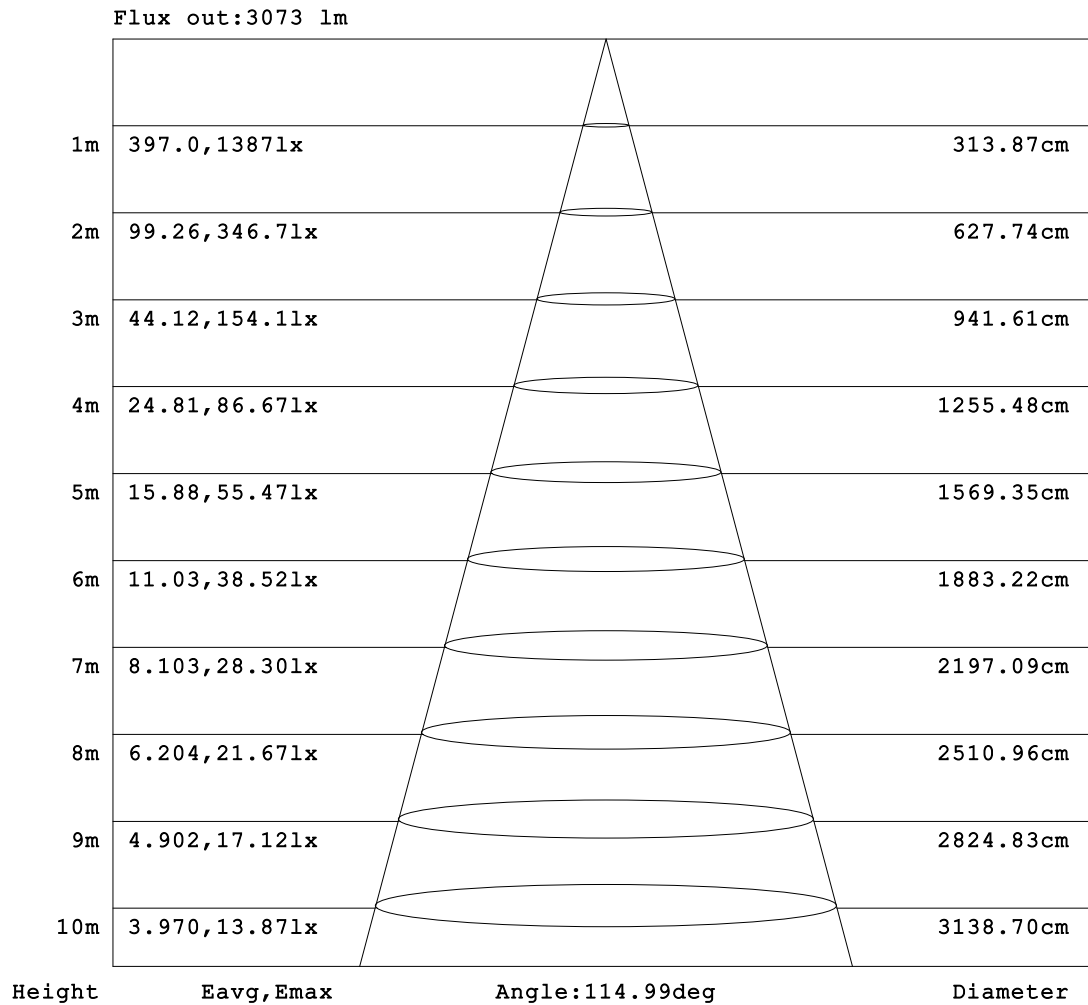 Flux out:3073 lm
1m 397.0,1387lx 313.87cm
2m 99.26,346.7lx 627.74cm
3m 44.12,154.1lx 941.61cm
4m 24.81,86.67lx 1255.48cm
5m 15.88,55.47lx 1569.35cm
6m 11.03,38.52lx 1883.22cm
7m 8.103,28.30lx 2197.09cm
8m 6.204,21.67lx 2510.96cm
9m 4.902,17.12lx 2824.83cm
10m 3.970,13.87lx 3138.70cm
Height Eavg,Emax Angle:114.99deg Diameter